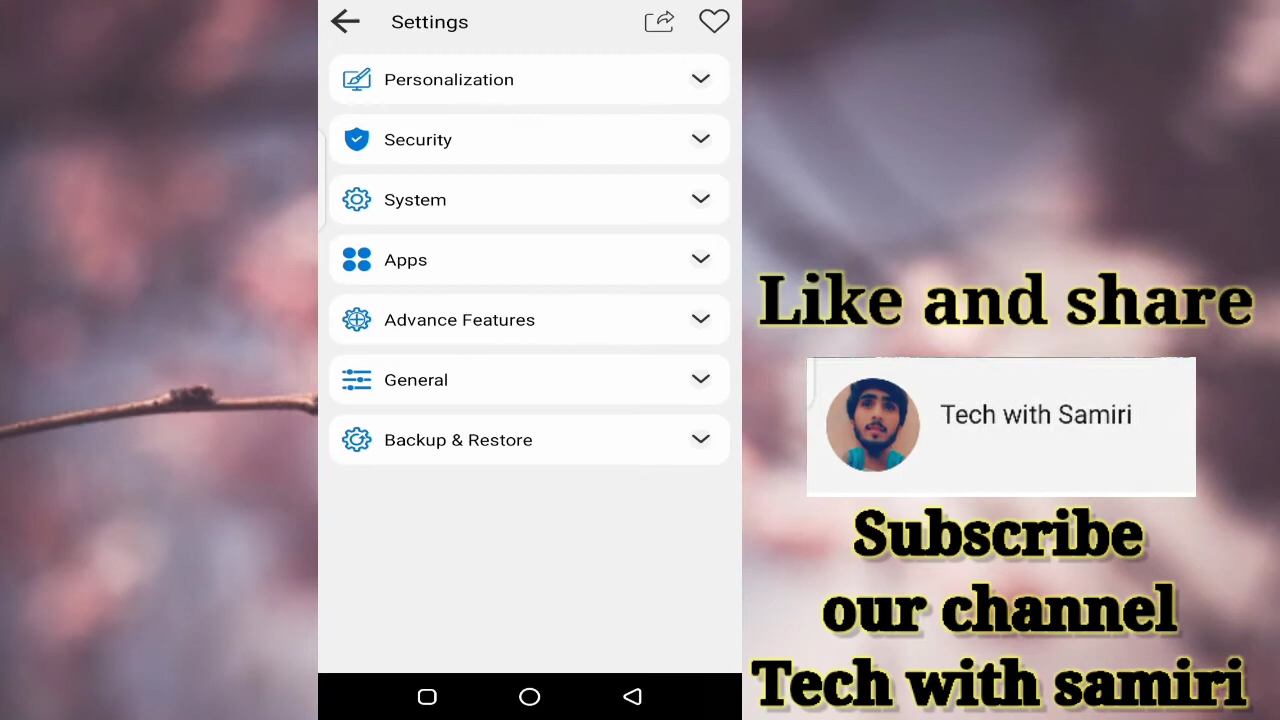 Settings
Personalization
Security
System
Apps
Advance Features
General
Backup & Restore
Like and share
Tech with Samiri
Subscribe
our channel
Tech with samiri